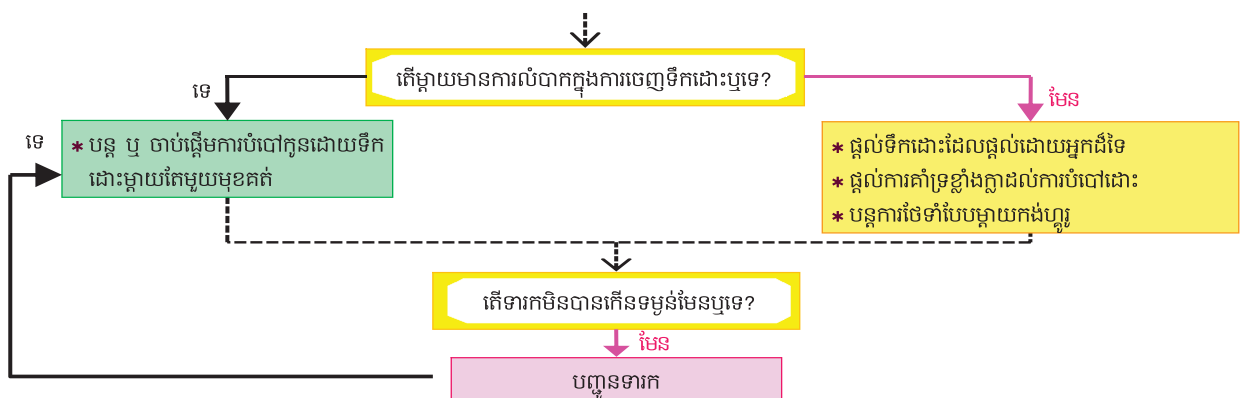 តើម្តាយមានការលំបាកក្នុងការចេញទឹកដោះឬទេ?
ទេ
មែន
ទេ
* បន្ត ឬ ចាប់ផ្តើមការបំបៅកូនដោយទឹក
ដោះម្តាយតែមួយមុខគត់
* ផ្តល់ទឹកដោះដែលផ្តល់ដោយអ្នកដ៏ទៃ
* ផ្តល់ការគាំទ្រខ្លាំងក្លាដល់ការបំបៅដោះ
* បន្តការថែទាំបែបម្តាយកង់ហ្គូរូ
តើទារកមិនបានកើនទម្ងន់មែនឬទេ?
មែន
បញ្ជូនទារក